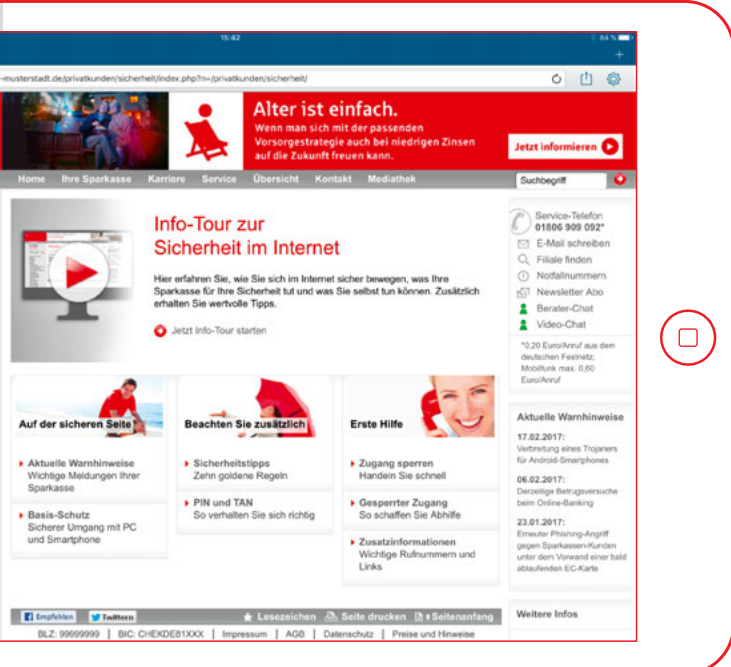 15:42
84 %
+
-musterstadt.de/privatkunden/sicherheit/index.php?n=/privatkunden/sicherheit/
Alter ist einfach.
Wenn man sich mit der passenden
Vorsorgestrategie auch bei niedrigen Zinsen
auf die Zukunft freuen kann.
Jetzt informieren
Home Ihre Sparkasse Karriere Service Übersicht Kontakt Mediathek
Suchbegriff
Info-Tour zur
Sicherheit im Internet
Hier erfahren Sie, wie Sie sich im Internet sicher bewegen, was Ihre
Sparkasse für Ihre Sicherheit tut und was Sie selbst tun können. Zusätzlich
erhalten Sie wertvolle Tipps.
Jetzt Info-Tour starten
Service-Telefon
01806 909 092*
E-Mail schreiben
Filiale finden
Notfallnummern
Newsletter Abo
Berater-Chat
Video-Chat
*0,20 Euro/Anruf aus dem
deutschen Festnetz;
Mobilfunk max. 0,60
Euro/Anruf
Auf der sicheren Seite
Aktuelle Warnhinweise
Wichtige Meldungen Ihrer
Sparkasse
Basis-Schutz
Sicherer Umgang mit PC
und Smartphone
Beachten Sie zusätzlich
Sicherheitstipps
Zehn goldene Regeln
PIN und TAN
So verhalten Sie sich richtig
Erste Hilfe
Zugang sperren
Handeln Sie schnell
Gesperrter Zugang
So schaffen Sie Abhilfe
Zusatzinformationen
Wichtige Rufnummern und
Links
Aktuelle Warnhinweise
17.02.2017:
Verbreitung eines Trojaners
für Android-Smartphones
06.02.2017:
Derzeitige Betrugsversuche
beim Online-Banking
23.01.2017:
Erneuter Phishing-Angriff
gegen Sparkassen-Kunden
unter dem Vorwand einer bald
ablaufenden EC-Karte
Weitere Infos
Empfehlen Twittern Lesezeichen Seite drucken Seitenanfang
BLZ: 99999999 | BIC: CHEKDE81XXX | Impressum | AGB | Datenschutz | Preise und Hinweise